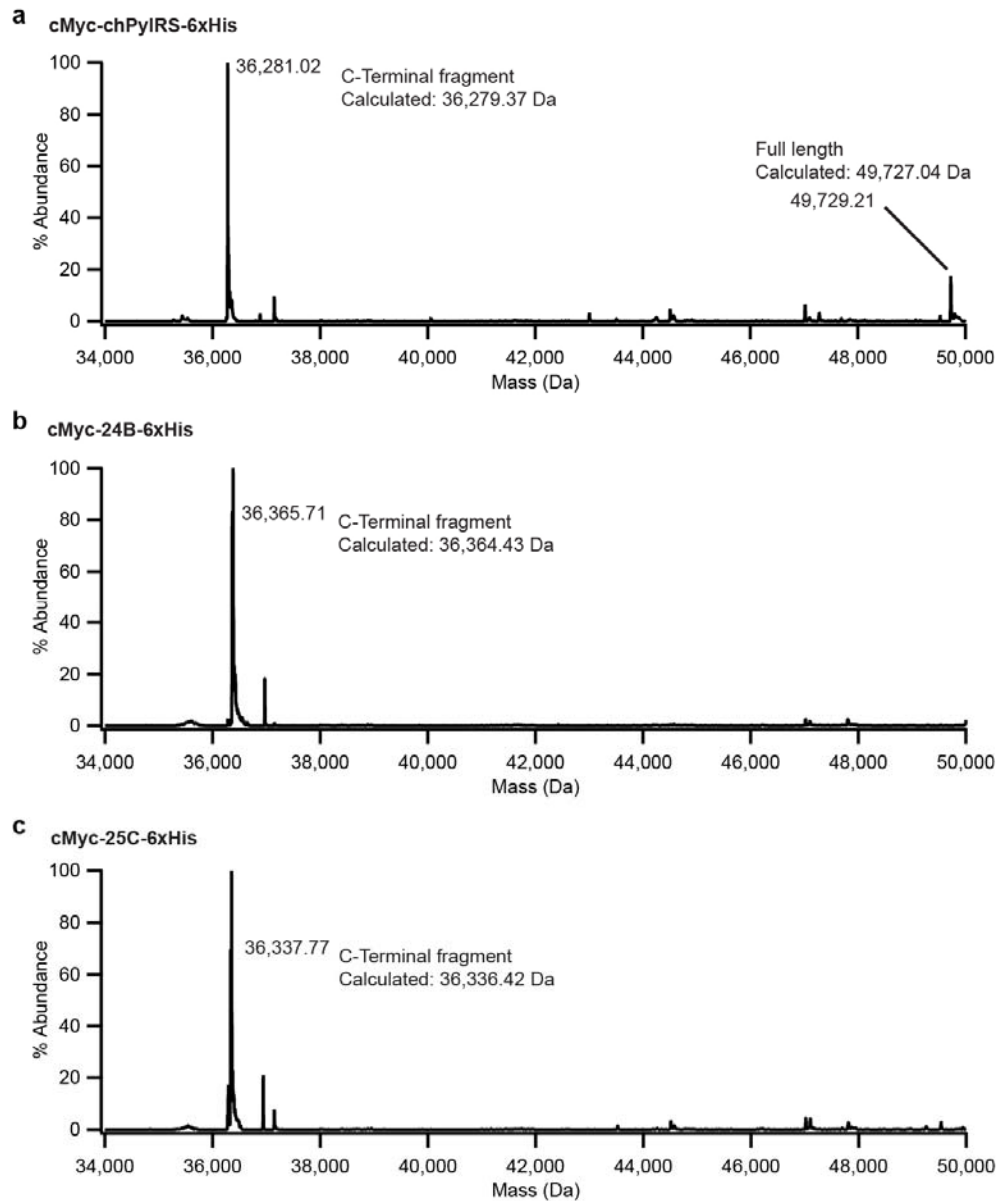 a
cMyc-chPylRS-6xHis
100
80
60
40
20
0
% Abundance
36,281.02
C-Terminal fragment
Calculated: 36,279.37 Da
Full length
Calculated: 49,727.04 Da
49,729.21
34,000 36,000 38,000 40,000 42,000 44,000 46,000 48,000 50,000
Mass (Da)
b
cMyc-24B-6xHis
100
80
60
40
20
0
% Abundance
36,365.71
C-Terminal fragment
Calculated: 36,364.43 Da
34,000 36,000 38,000 40,000 42,000 44,000 46,000 48,000 50,000
Mass (Da)
c
cMyc-25C-6xHis
100
80
60
40
20
0
% Abundance
36,337.77
C-Terminal fragment
Calculated: 36,336.42 Da
34,000 36,000 38,000 40,000 42,000 44,000 46,000 48,000 50,000
Mass (Da)